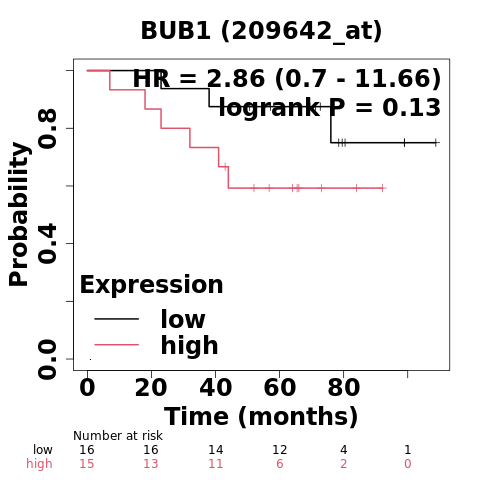 BUB1 (209642_at)
HR = 2.86 (0.7 - 11.66)
logrank P = 0.13
Probability
0.0 0.4 0.8
Expression
low
high
0 20 40 60 80
Time (months)
Number at risk
low 16 16 14 12 4 1
high 15 13 11 6 2 0